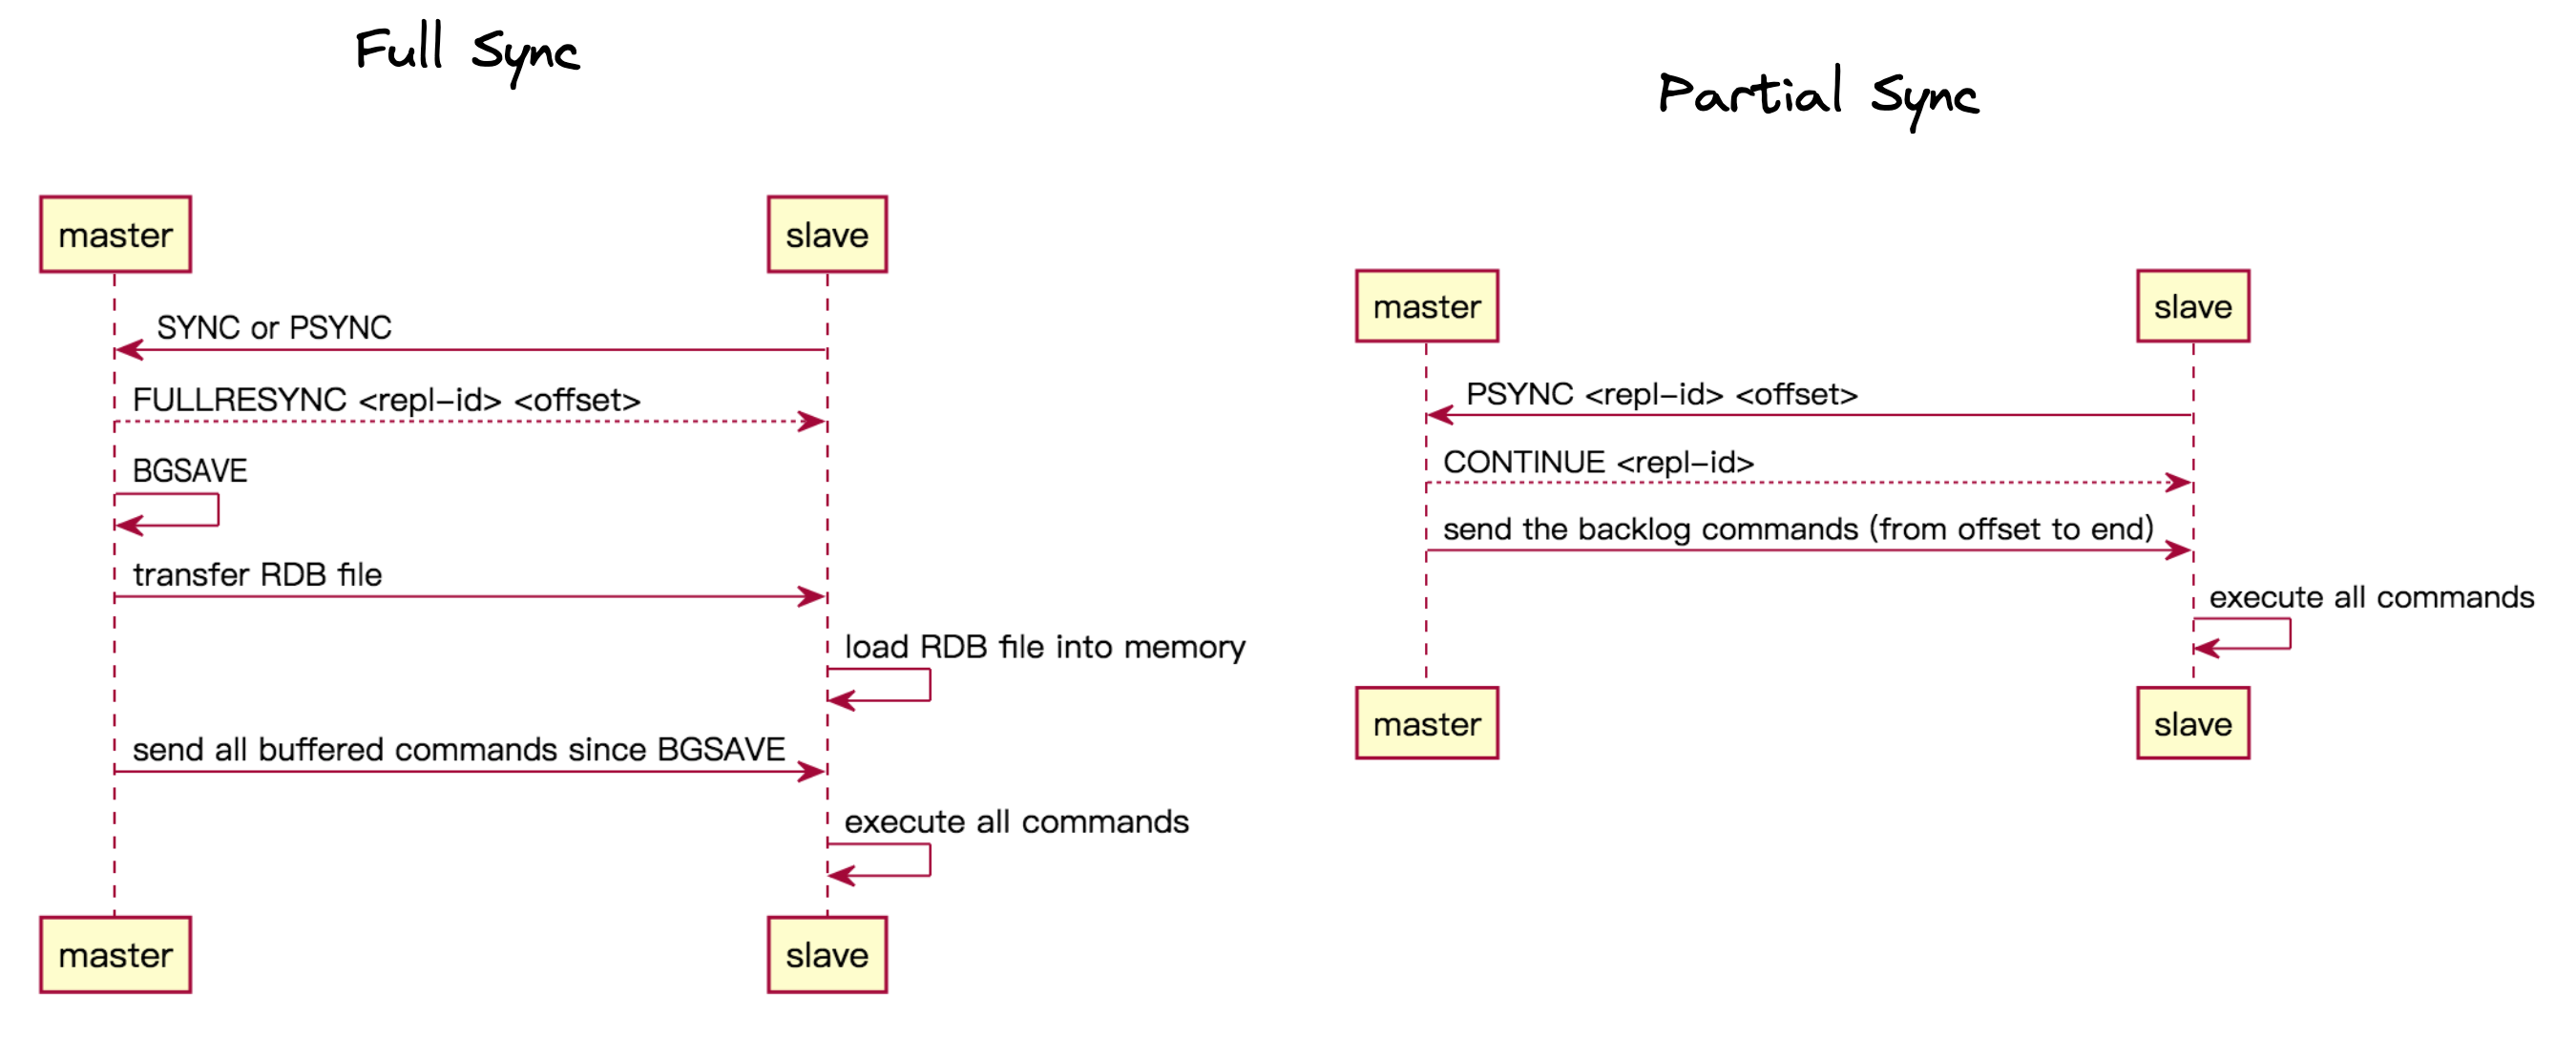 Full Sync
master
slave
SYNC or PSYNC
FULLRESYNC <repl-id> <offset>
BGSAVE
transfer RDB file
load RDB file into memory
send all buffered commands since BGSAVE
execute all commands
master
slave
Partial Sync
master
slave
PSYNC <repl-id> <offset>
CONTINUE <repl-id>
send the backlog commands (from offset to end)
execute all commands
master
slave